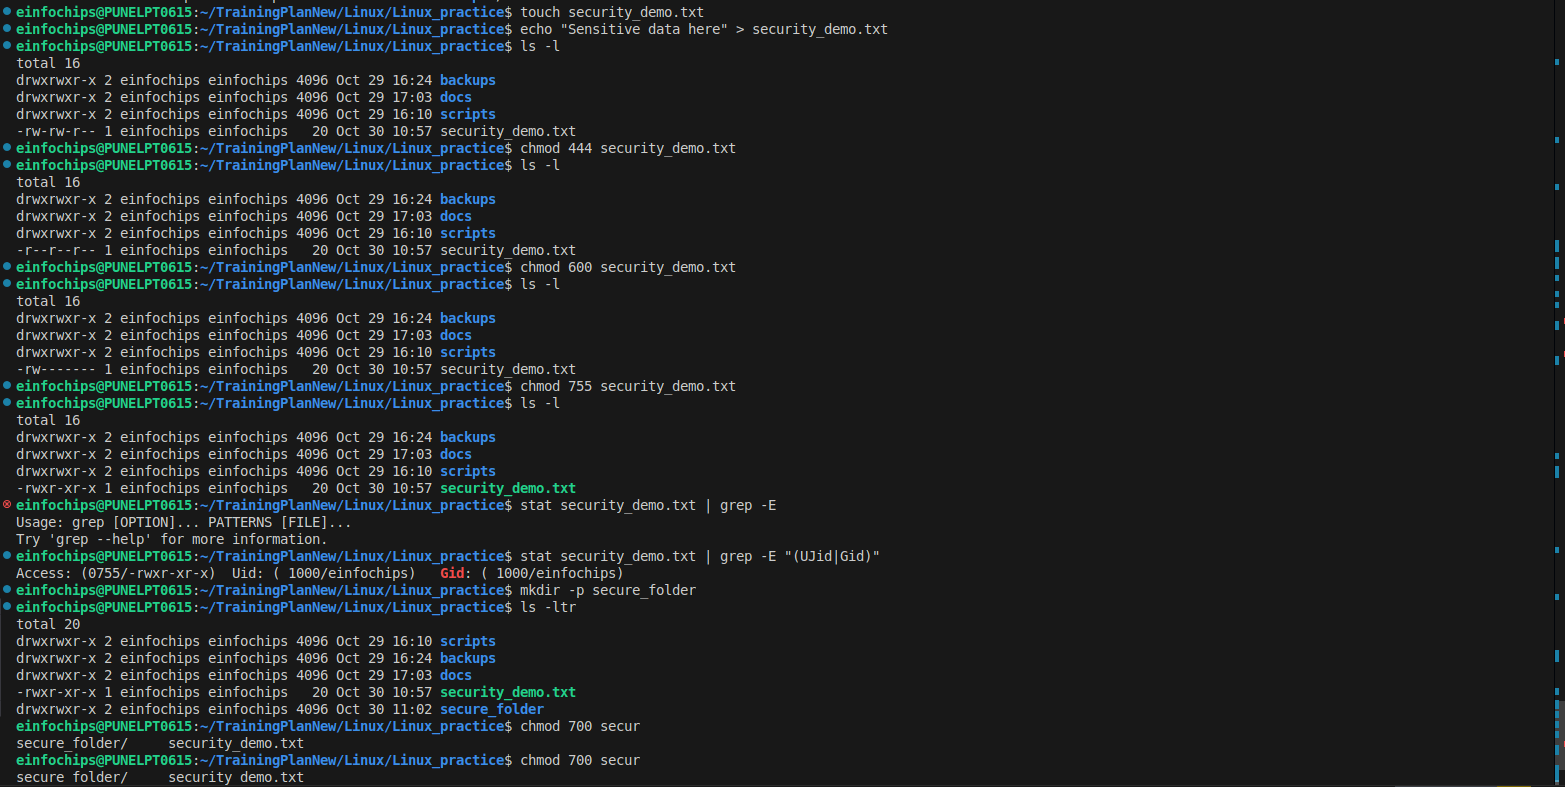 einfochips@PUNELPT0615:~/TrainingPlanNew/Linux/Linux_practice$ touch security_demo.txt
einfochips@PUNELPT0615:~/TrainingPlanNew/Linux/Linux_practice$ echo "Sensitive data here" > security_demo.txt
einfochips@PUNELPT0615:~/TrainingPlanNew/Linux/Linux_practice$ ls -l
total 16
drwxrwxr-x 2 einfochips einfochips 4096 Oct 29 16:24 backups
drwxrwxr-x 2 einfochips einfochips 4096 Oct 29 17:03 docs
drwxrwxr-x 2 einfochips einfochips 4096 Oct 29 16:10 scripts
-rw-rw-r-- 1 einfochips einfochips   20 Oct 30 10:57 security_demo.txt
einfochips@PUNELPT0615:~/TrainingPlanNew/Linux/Linux_practice$ chmod 444 security_demo.txt
einfochips@PUNELPT0615:~/TrainingPlanNew/Linux/Linux_practice$ ls -l
total 16
drwxrwxr-x 2 einfochips einfochips 4096 Oct 29 16:24 backups
drwxrwxr-x 2 einfochips einfochips 4096 Oct 29 17:03 docs
drwxrwxr-x 2 einfochips einfochips 4096 Oct 29 16:10 scripts
-r--r--r-- 1 einfochips einfochips   20 Oct 30 10:57 security_demo.txt
einfochips@PUNELPT0615:~/TrainingPlanNew/Linux/Linux_practice$ chmod 600 security_demo.txt
einfochips@PUNELPT0615:~/TrainingPlanNew/Linux/Linux_practice$ ls -l
total 16
drwxrwxr-x 2 einfochips einfochips 4096 Oct 29 16:24 backups
drwxrwxr-x 2 einfochips einfochips 4096 Oct 29 17:03 docs
drwxrwxr-x 2 einfochips einfochips 4096 Oct 29 16:10 scripts
-rw------- 1 einfochips einfochips   20 Oct 30 10:57 security_demo.txt
einfochips@PUNELPT0615:~/TrainingPlanNew/Linux/Linux_practice$ chmod 755 security_demo.txt
einfochips@PUNELPT0615:~/TrainingPlanNew/Linux/Linux_practice$ ls -l
total 16
drwxrwxr-x 2 einfochips einfochips 4096 Oct 29 16:24 backups
drwxrwxr-x 2 einfochips einfochips 4096 Oct 29 17:03 docs
drwxrwxr-x 2 einfochips einfochips 4096 Oct 29 16:10 scripts
-rwxr-xr-x 1 einfochips einfochips   20 Oct 30 10:57 security_demo.txt
einfochips@PUNELPT0615:~/TrainingPlanNew/Linux/Linux_practice$ stat security_demo.txt | grep -E
Usage: grep [OPTION]... PATTERNS [FILE]...
Try 'grep --help' for more information.
einfochips@PUNELPT0615:~/TrainingPlanNew/Linux/Linux_practice$ stat security_demo.txt | grep -E "(UJid|Gid)"
Access: (0755/-rwxr-xr-x)  Uid: ( 1000/einfochips)   Gid: ( 1000/einfochips)
einfochips@PUNELPT0615:~/TrainingPlanNew/Linux/Linux_practice$ mkdir -p secure_folder
einfochips@PUNELPT0615:~/TrainingPlanNew/Linux/Linux_practice$ ls -ltr
total 20
drwxrwxr-x 2 einfochips einfochips 4096 Oct 29 16:10 scripts
drwxrwxr-x 2 einfochips einfochips 4096 Oct 29 16:24 backups
drwxrwxr-x 2 einfochips einfochips 4096 Oct 29 17:03 docs
-rwxr-xr-x 1 einfochips einfochips   20 Oct 30 10:57 security_demo.txt
drwxrwxr-x 2 einfochips einfochips 4096 Oct 30 11:02 secure_folder
einfochips@PUNELPT0615:~/TrainingPlanNew/Linux/Linux_practice$ chmod 700 secur
secure_folder/     security_demo.txt
einfochips@PUNELPT0615:~/TrainingPlanNew/Linux/Linux_practice$ chmod 700 secur
secure_folder/     security_demo.txt